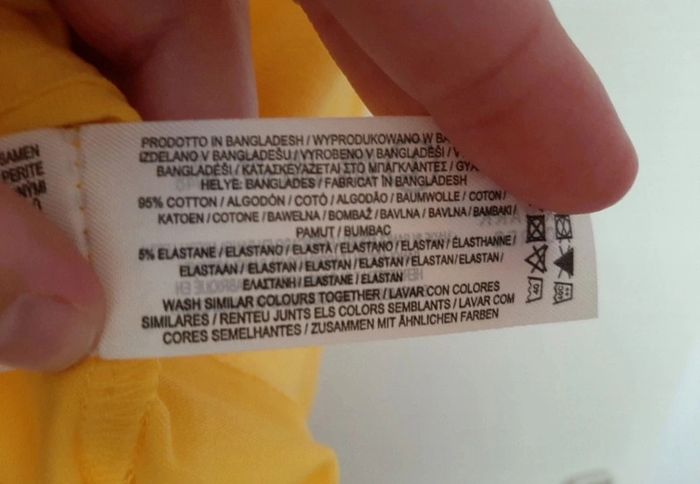 SAMEN
PERITE
PRODOTTO IN BANGLADESH / WYPRODUKOWANO W
IZDELANO V BANGLADEŠU / VYROBENO V BANGLADÉŠI /
BANGLADÉŠI / ΚΑΤΑΣΚΕΥΑΖΕΤΑΙ ΣΤΟ ΜΠΑΓΚΛΑΝΤΕΣ /
HELYE: BANGLADES / FABRICAT ÎN BANGLADESH
95% COTTON / ALGODÓN / COTÓ / ALGODÃO / BAUMWOLLE / COTON /
KATOEN / COTONE / BAWEŁNA / BOMBAŽ / BAVLNA / BAVLNA / ΒΑΜΒΑΚΙ /
PAMUT / BUMBAC
5% ELASTANE / ELASTANO / ELASTÀ / ELASTANO / ELASTAN / ÉLASTHANNE /
ELASTAAN / ELASTAN / ELASTAN / ELASTAN / ELASTAN / ELASTAN /
ΕΛΑΣΤΑΝΗ / ELASTANE / ELASTAN
WASH SIMILAR COLOURS TOGETHER / LAVAR CON COLORES
SIMILARES / RENTEU JUNTS ELS COLORS SEMBLANTS / LAVAR COM
CORES SEMELHANTES / ZUSAMMEN MIT ÄHNLICHEN FARBEN